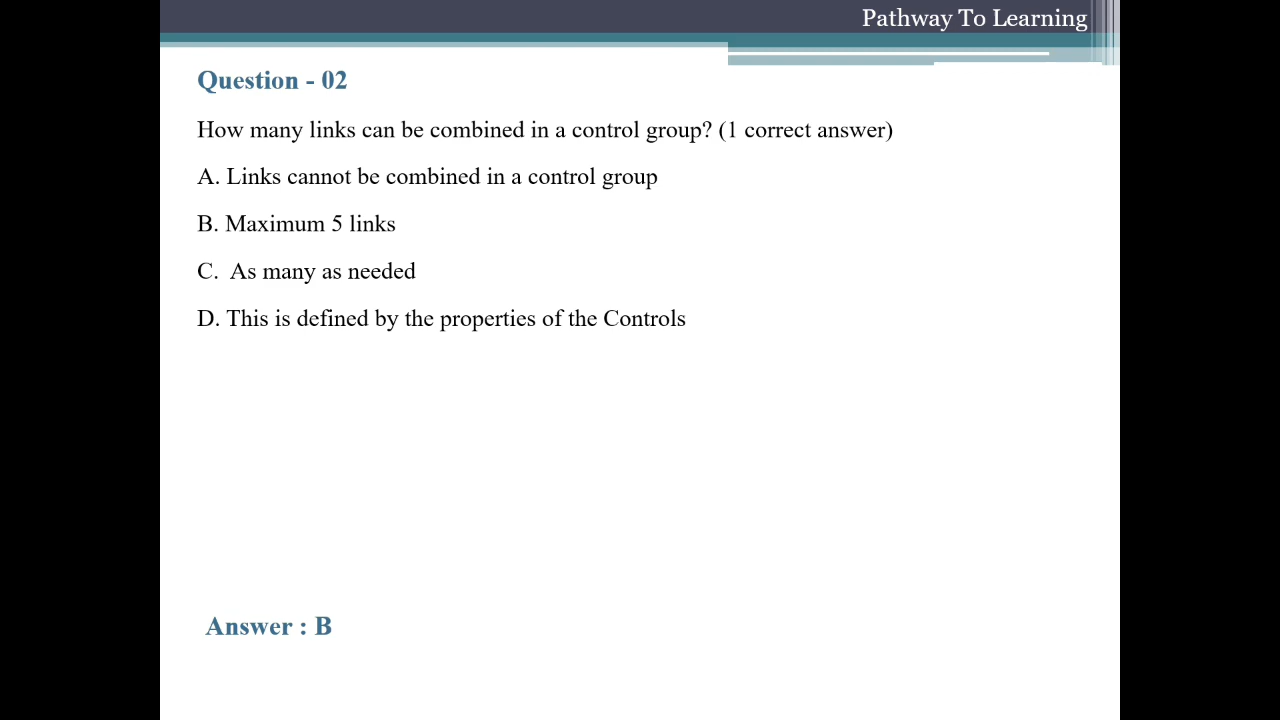 Pathway To Learning
Question - 02
How many links can be combined in a control group? (1 correct answer)
A. Links cannot be combined in a control group
B. Maximum 5 links
C.  As many as needed
D. This is defined by the properties of the Controls
Answer : B